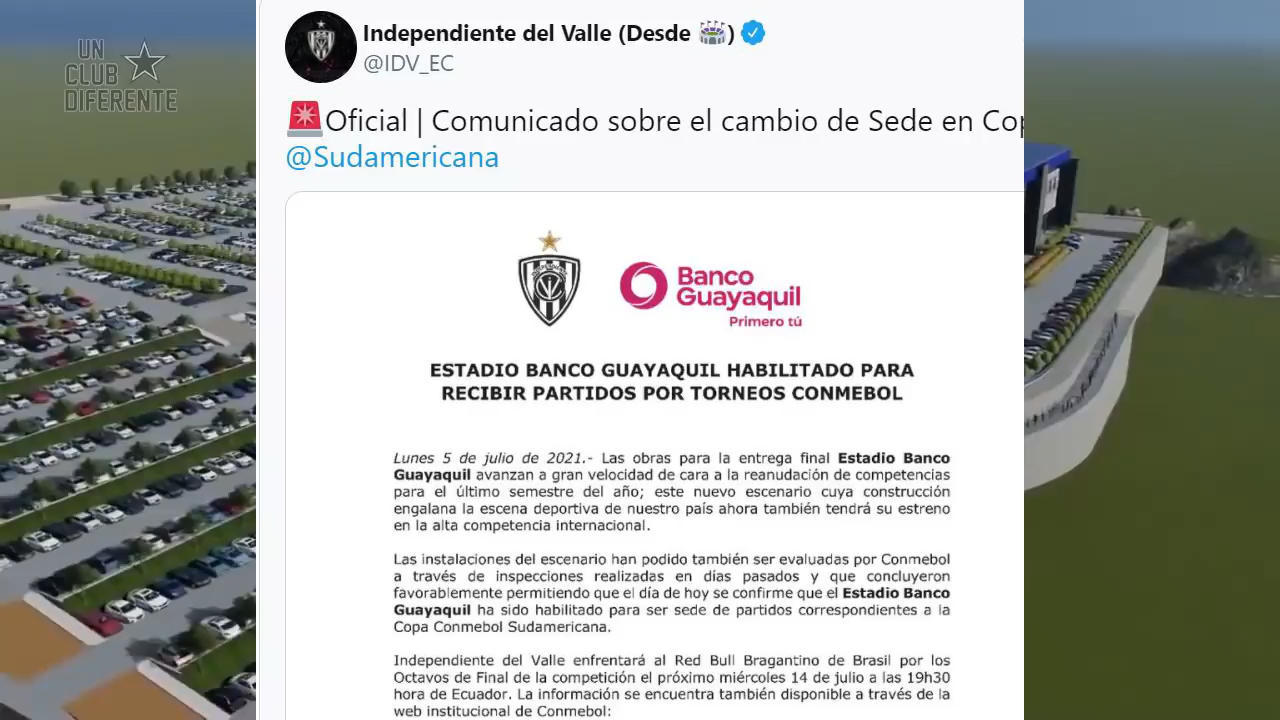 UN
CLUB
DIFERENTE
Independiente del Valle (Desde 🏟)
@IDV_EC
🚨Oficial | Comunicado sobre el cambio de Sede en Cop
@Sudamericana
Banco
Guayaquil
Primero tú
ESTADIO BANCO GUAYAQUIL HABILITADO PARA
RECIBIR PARTIDOS POR TORNEOS CONMEBOL
Lunes 5 de julio de 2021.- Las obras para la entrega final Estadio Banco
Guayaquil avanzan a gran velocidad de cara a la reanudación de competencias
para el último semestre del año; este nuevo escenario cuya construcción
engalana la escena deportiva de nuestro país ahora también tendrá su estreno
en la alta competencia internacional.
Las instalaciones del escenario han podido también ser evaluadas por Conmebol
a través de inspecciones realizadas en días pasados y que concluyeron
favorablemente permitiendo que el día de hoy se confirme que el Estadio Banco
Guayaquil ha sido habilitado para ser sede de partidos correspondientes a la
Copa Conmebol Sudamericana.
Independiente del Valle enfrentará al Red Bull Bragantino de Brasil por los
Octavos de Final de la competición el próximo miércoles 14 de julio a las 19h30
hora de Ecuador. La información se encuentra también disponible a través de la
web institucional de Conmebol: